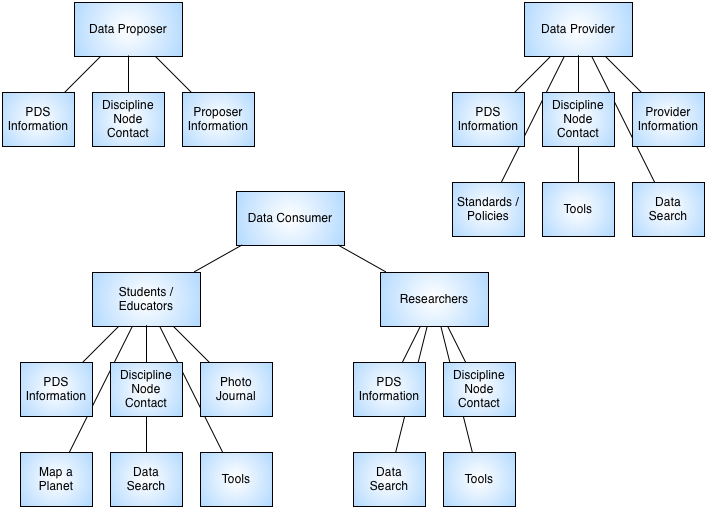 Data Proposer
PDS
Information
Discipline
Node
Contact
Proposer
Information
Data Provider
PDS
Information
Discipline
Node
Contact
Provider
Information
Standards /
Policies
Tools
Data
Search
Data Consumer
Students /
Educators
PDS
Information
Discipline
Node
Contact
Photo
Journal
Map a
Planet
Data
Search
Tools
Researchers
PDS
Information
Discipline
Node
Contact
Data
Search
Tools